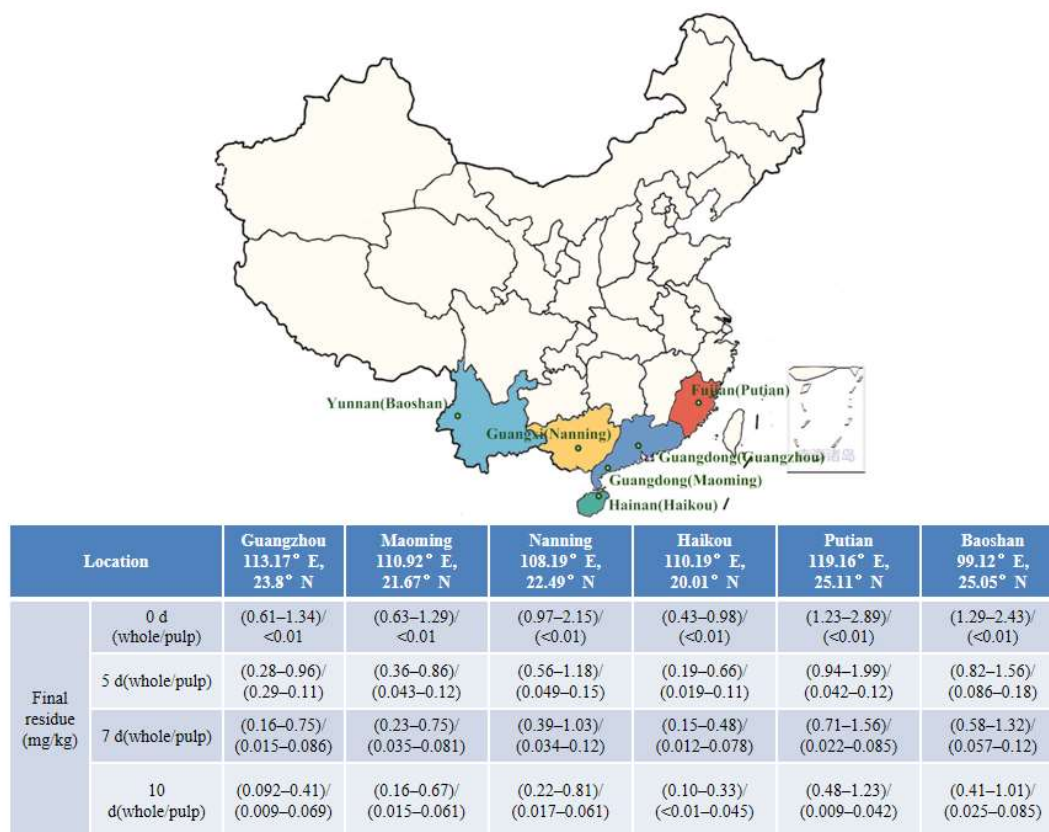 Fujian(Putian)
Yunnan(Baoshan)
Guangxi(Nanning)
Guangdong(Guangzhou)
Guangdong(Maoming)
Hainan(Haikou)
南海诸岛
Location
Guangzhou
113.17° E,
23.8° N
Maoming
110.92° E,
21.67° N
Nanning
108.19° E,
22.49° N
Haikou
110.19° E,
20.01° N
Putian
119.16° E,
25.11° N
Baoshan
99.12° E,
25.05° N
Final
residue
(mg/kg)
0 d
(whole/pulp)
(0.61–1.34)/
<0.01
(0.63–1.29)/
<0.01
(0.97–2.15)/
(<0.01)
(0.43–0.98)/
(<0.01)
(1.23–2.89)/
(<0.01)
(1.29–2.43)/
(<0.01)
5 d(whole/pulp)
(0.28–0.96)/
(0.29–0.11)
(0.36–0.86)/
(0.043–0.12)
(0.56–1.18)/
(0.049–0.15)
(0.19–0.66)/
(0.019–0.11)
(0.94–1.99)/
(0.042–0.12)
(0.82–1.56)/
(0.086–0.18)
7 d(whole/pulp)
(0.16–0.75)/
(0.015–0.086)
(0.23–0.75)/
(0.035–0.081)
(0.39–1.03)/
(0.034–0.12)
(0.15–0.48)/
(0.012–0.078)
(0.71–1.56)/
(0.022–0.085)
(0.58–1.32)/
(0.057–0.12)
10
d(whole/pulp)
(0.092–0.41)/
(0.009–0.069)
(0.16–0.67)/
(0.015–0.061)
(0.22–0.81)/
(0.017–0.061)
(0.10–0.33)/
(<0.01–0.045)
(0.48–1.23)/
(0.009–0.042)
(0.41–1.01)/
(0.025–0.085)